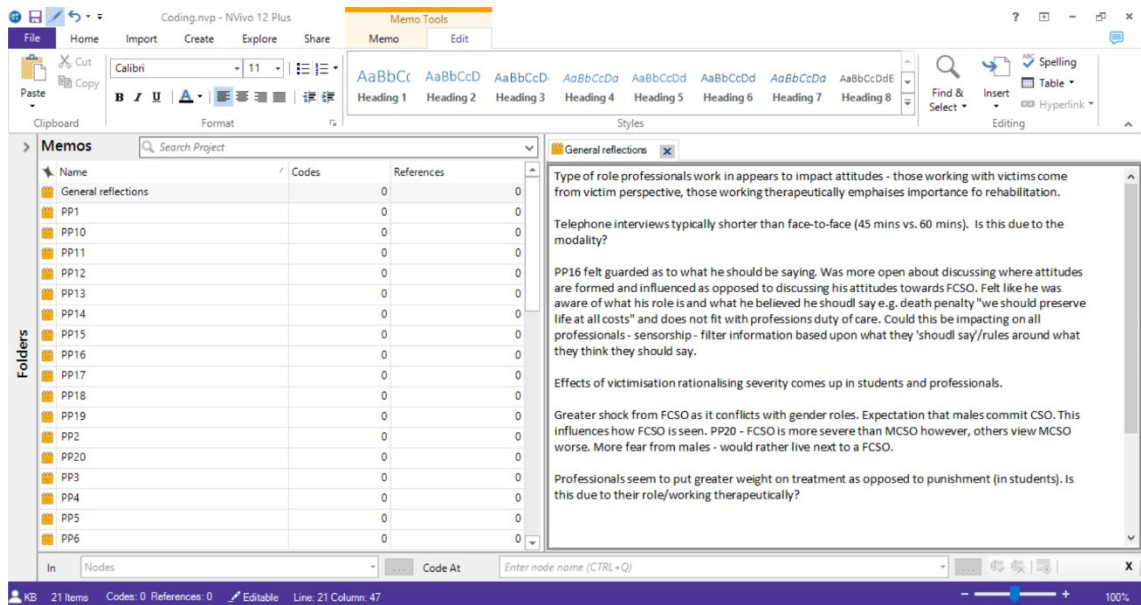 Coding.nvp - NVivo 12 Plus
Memo Tools
File Home Import Create Explore Share Memo Edit
Cut
Copy
Paste
Clipboard
Calibri 11
B I U A
Format
AaBbCc AaBbCcD AaBbCcD AaBbCcDd AaBbCcDd AaBbCcDd AaBbCcDd AaBbCcDdE
Heading 1 Heading 2 Heading 3 Heading 4 Heading 5 Heading 6 Heading 7 Heading 8
Styles
Find & Select
Insert
ABC Spelling
Table
Hyperlink
Editing
Folders
Memos
Search Project
Name Codes References
General reflections 0 0
PP1 0 0
PP10 0 0
PP11 0 0
PP12 0 0
PP13 0 0
PP14 0 0
PP15 0 0
PP16 0 0
PP17 0 0
PP18 0 0
PP19 0 0
PP2 0 0
PP20 0 0
PP3 0 0
PP4 0 0
PP5 0 0
PP6 0 0
General reflections
Type of role professionals work in appears to impact attitudes - those working with victims come
from victim perspective, those working therapeutically emphaises importance fo rehabilitation.
Telephone interviews typically shorter than face-to-face (45 mins vs. 60 mins). Is this due to the
modality?
PP16 felt guarded as to what he should be saying. Was more open about discussing where attitudes
are formed and influenced as opposed to discussing his attitudes towards FCSO. Felt like he was
aware of what his role is and what he believed he shoudl say e.g. death penalty "we should preserve
life at all costs" and does not fit with professions duty of care. Could this be impacting on all
professionals - sensorship - filter information based upon what they 'shoudl say'/rules around what
they think they should say.
Effects of victimisation rationalising severity comes up in students and professionals.
Greater shock from FCSO as it conflicts with gender roles. Expectation that males commit CSO. This
influences how FCSO is seen. PP20 - FCSO is more severe than MCSO however, others view MCSO
worse. More fear from males - would rather live next to a FCSO.
Professionals seem to put greater weight on treatment as opposed to punishment (in students). Is
this due to their role/working therapeutically?
In Nodes ... Code At Enter node name (CTRL+Q) ... X
KB 21 Items Codes: 0 References: 0 Editable Line: 21 Column: 47 100%